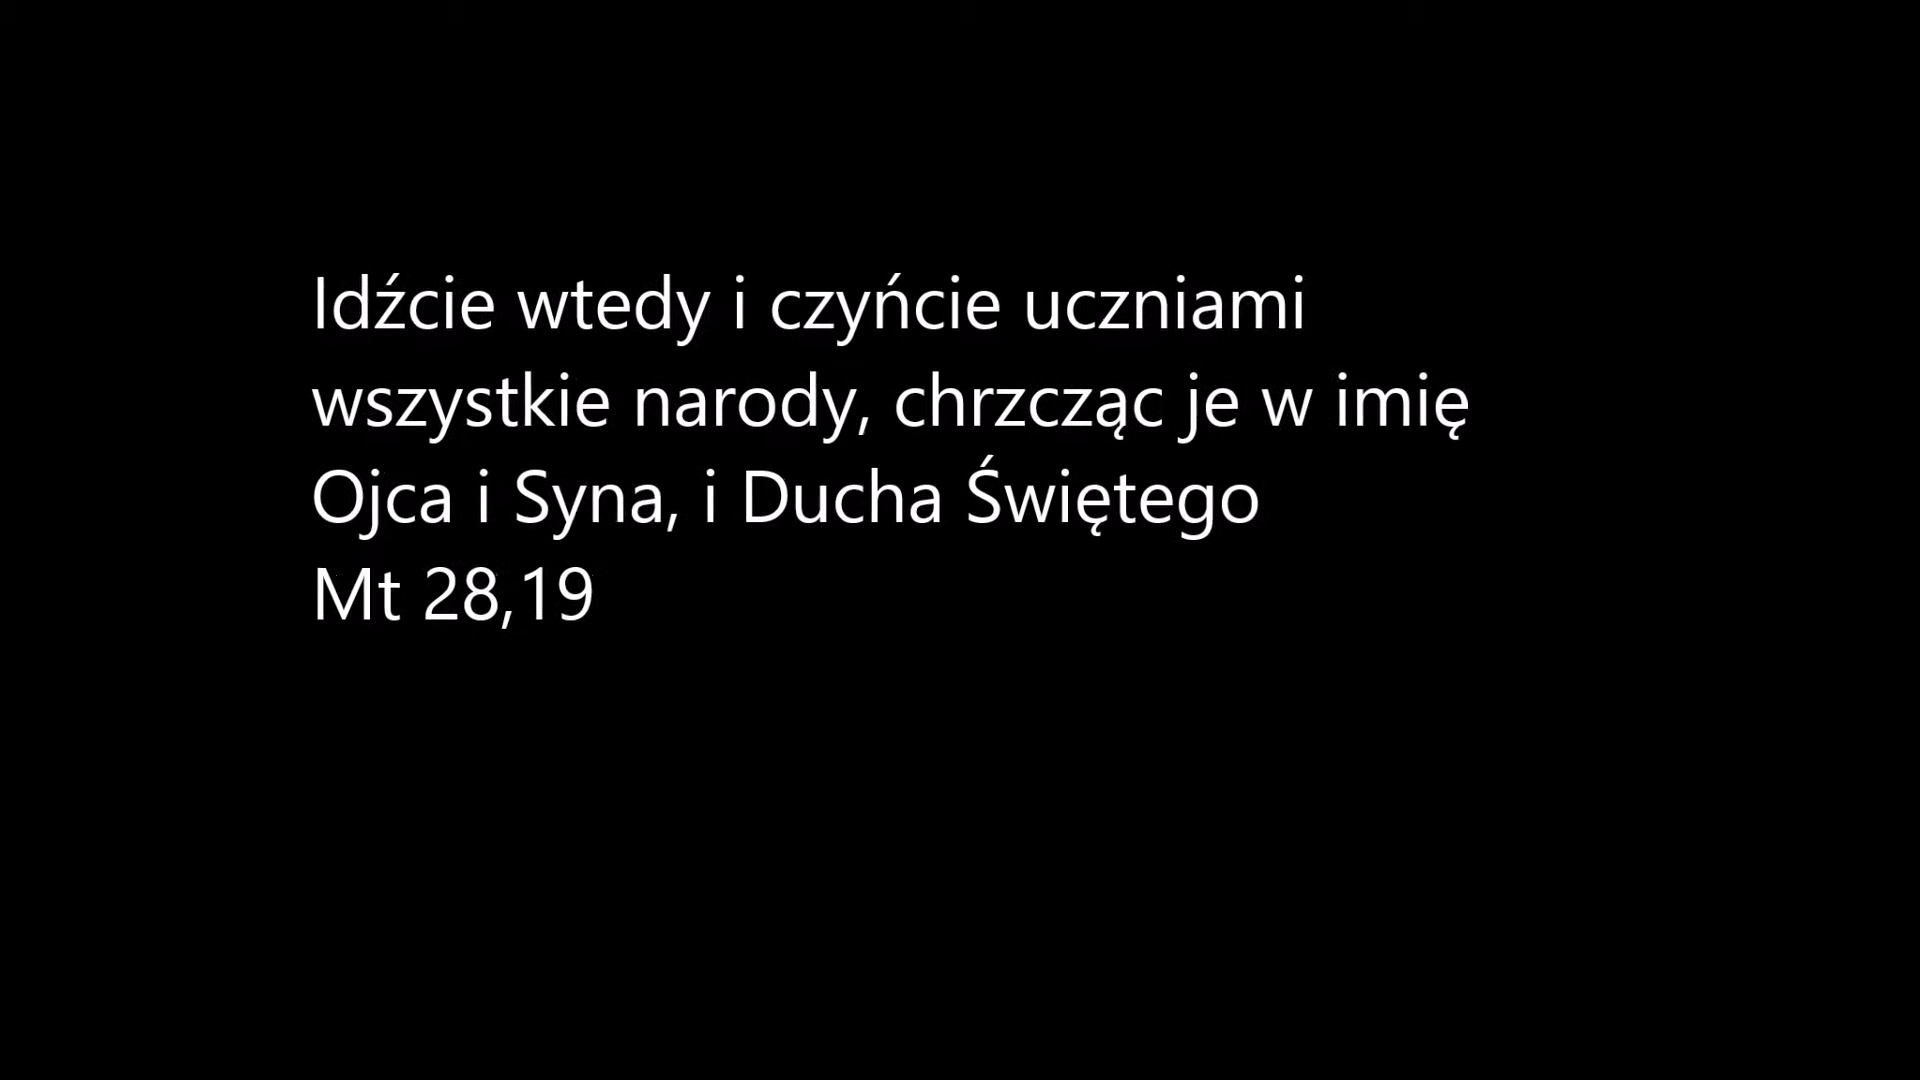 Idźcie wtedy i czyńcie uczniami
wszystkie narody, chrzcząc je w imię
Ojca i Syna, i Ducha Świętego
Mt 28,19